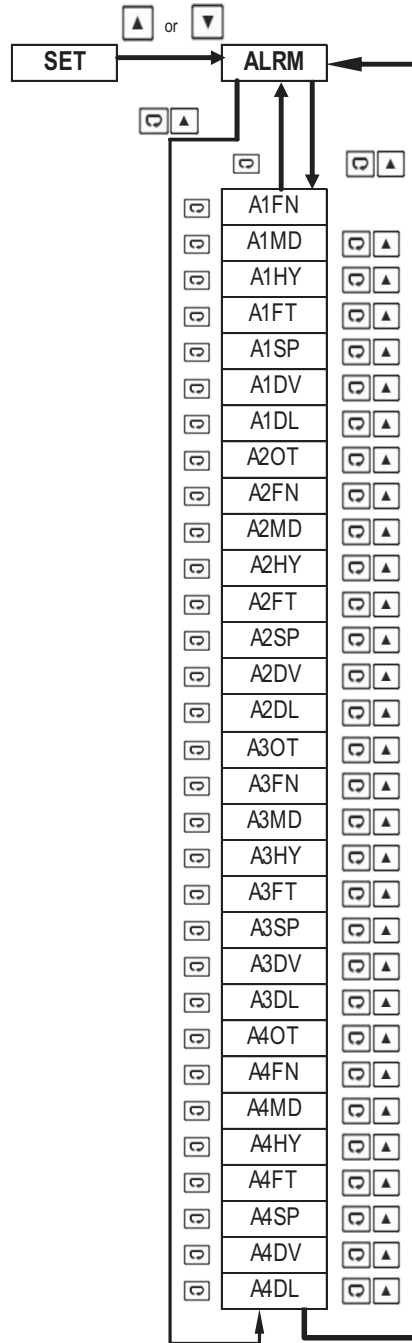 or
SET
ALRM
A1FN
A1MD
A1HY
A1FT
A1SP
A1DV
A1DL
A2OT
A2FN
A2MD
A2HY
A2FT
A2SP
A2DV
A2DL
A3OT
A3FN
A3MD
A3HY
A3FT
A3SP
A3DV
A3DL
A4OT
A4FN
A4MD
A4HY
A4FT
A4SP
A4DV
A4DL